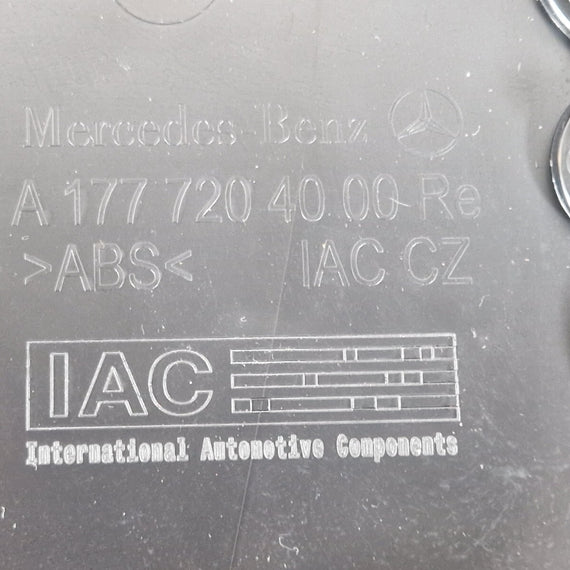 Mercedes-Benz
A 177 720 40 00 Re
>ABS< IAC CZ
IAC
International Automotive Components